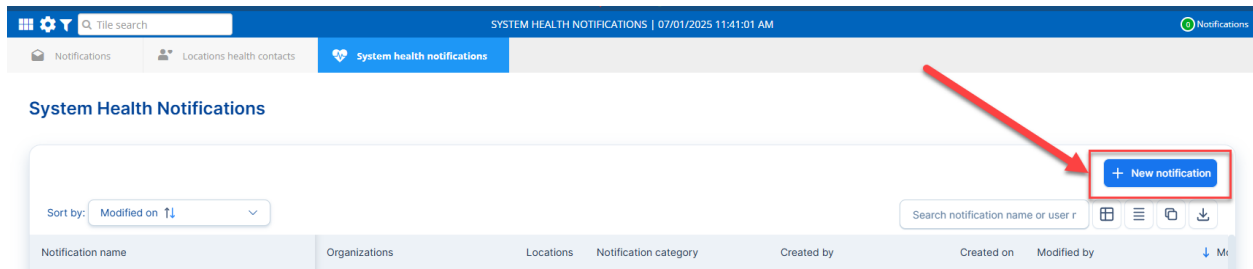 Tile search
SYSTEM HEALTH NOTIFICATIONS | 07/01/2025 11:41:01 AM
0 Notifications
Notifications
Locations health contacts
System health notifications
System Health Notifications
+ New notification
Sort by: Modified on
Search notification name or user r
Notification name Organizations Locations Notification category Created by Created on Modified by